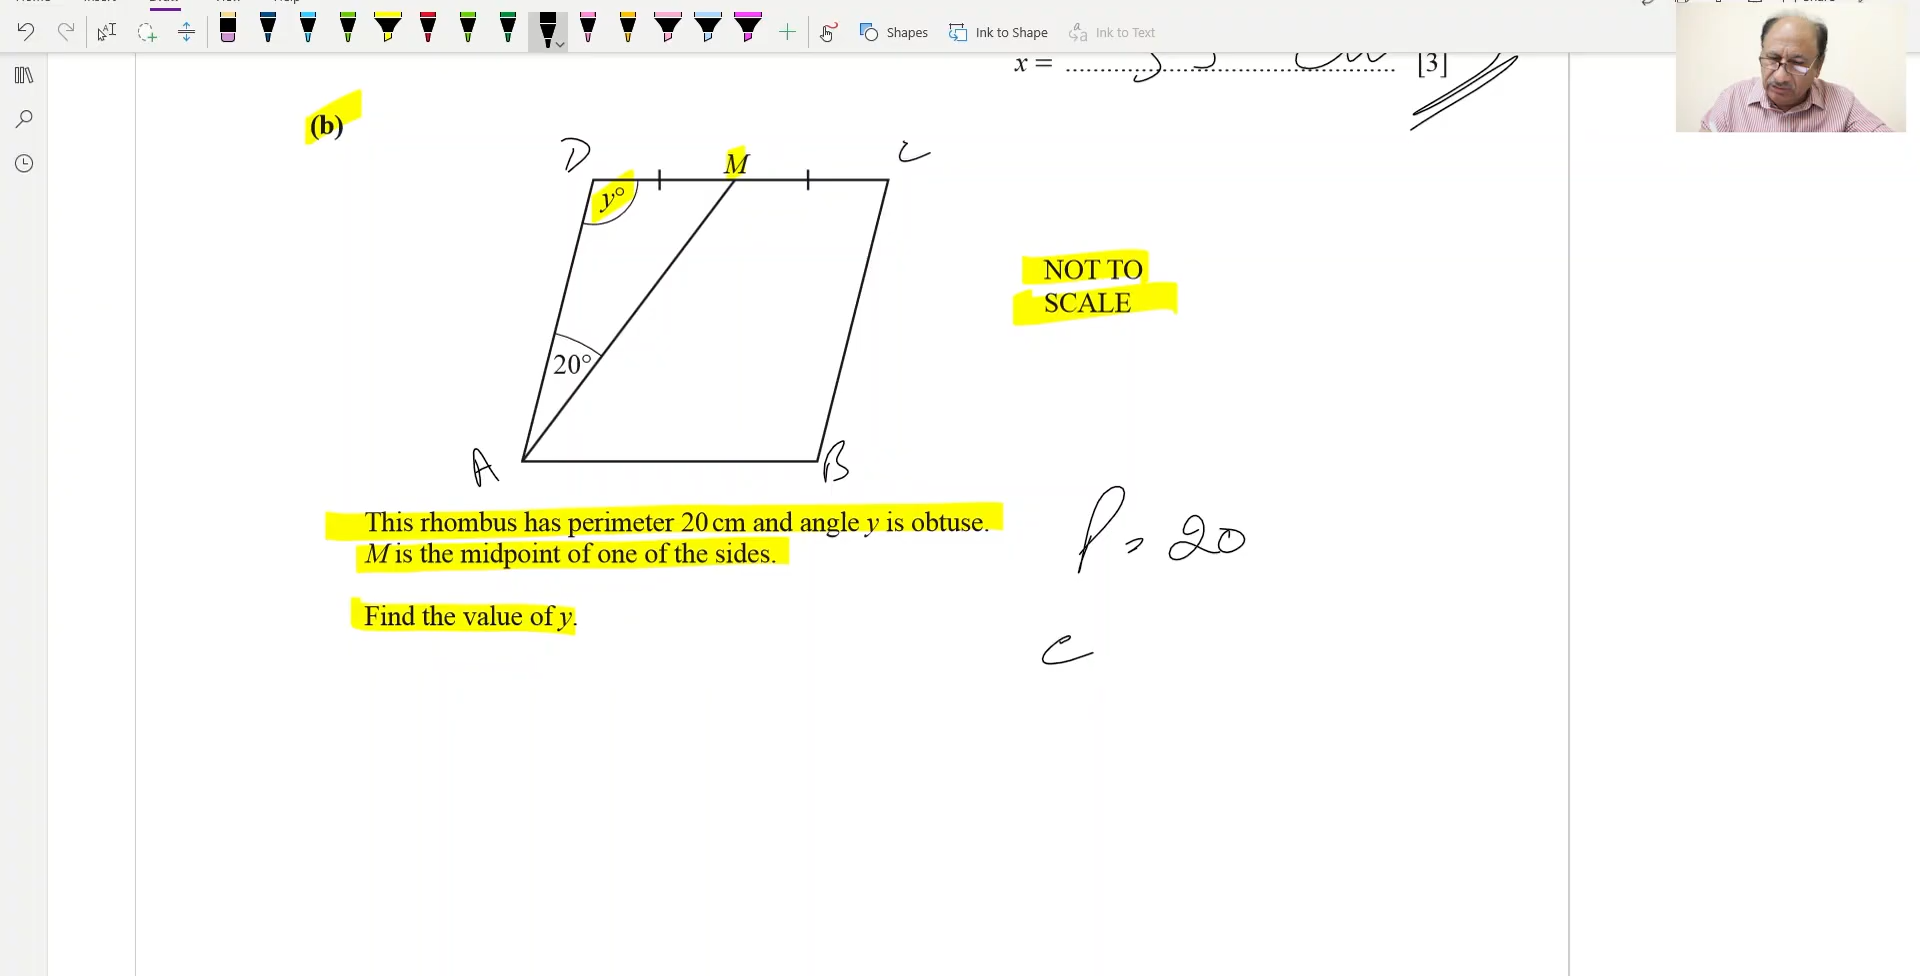 Shapes
Ink to Shape
Ink to Text
x = [3]
(b)
D
M
C
y°
NOT TO
SCALE
20°
A
B
This rhombus has perimeter 20 cm and angle y is obtuse.
M is the midpoint of one of the sides.
P = 20
Find the value of y.